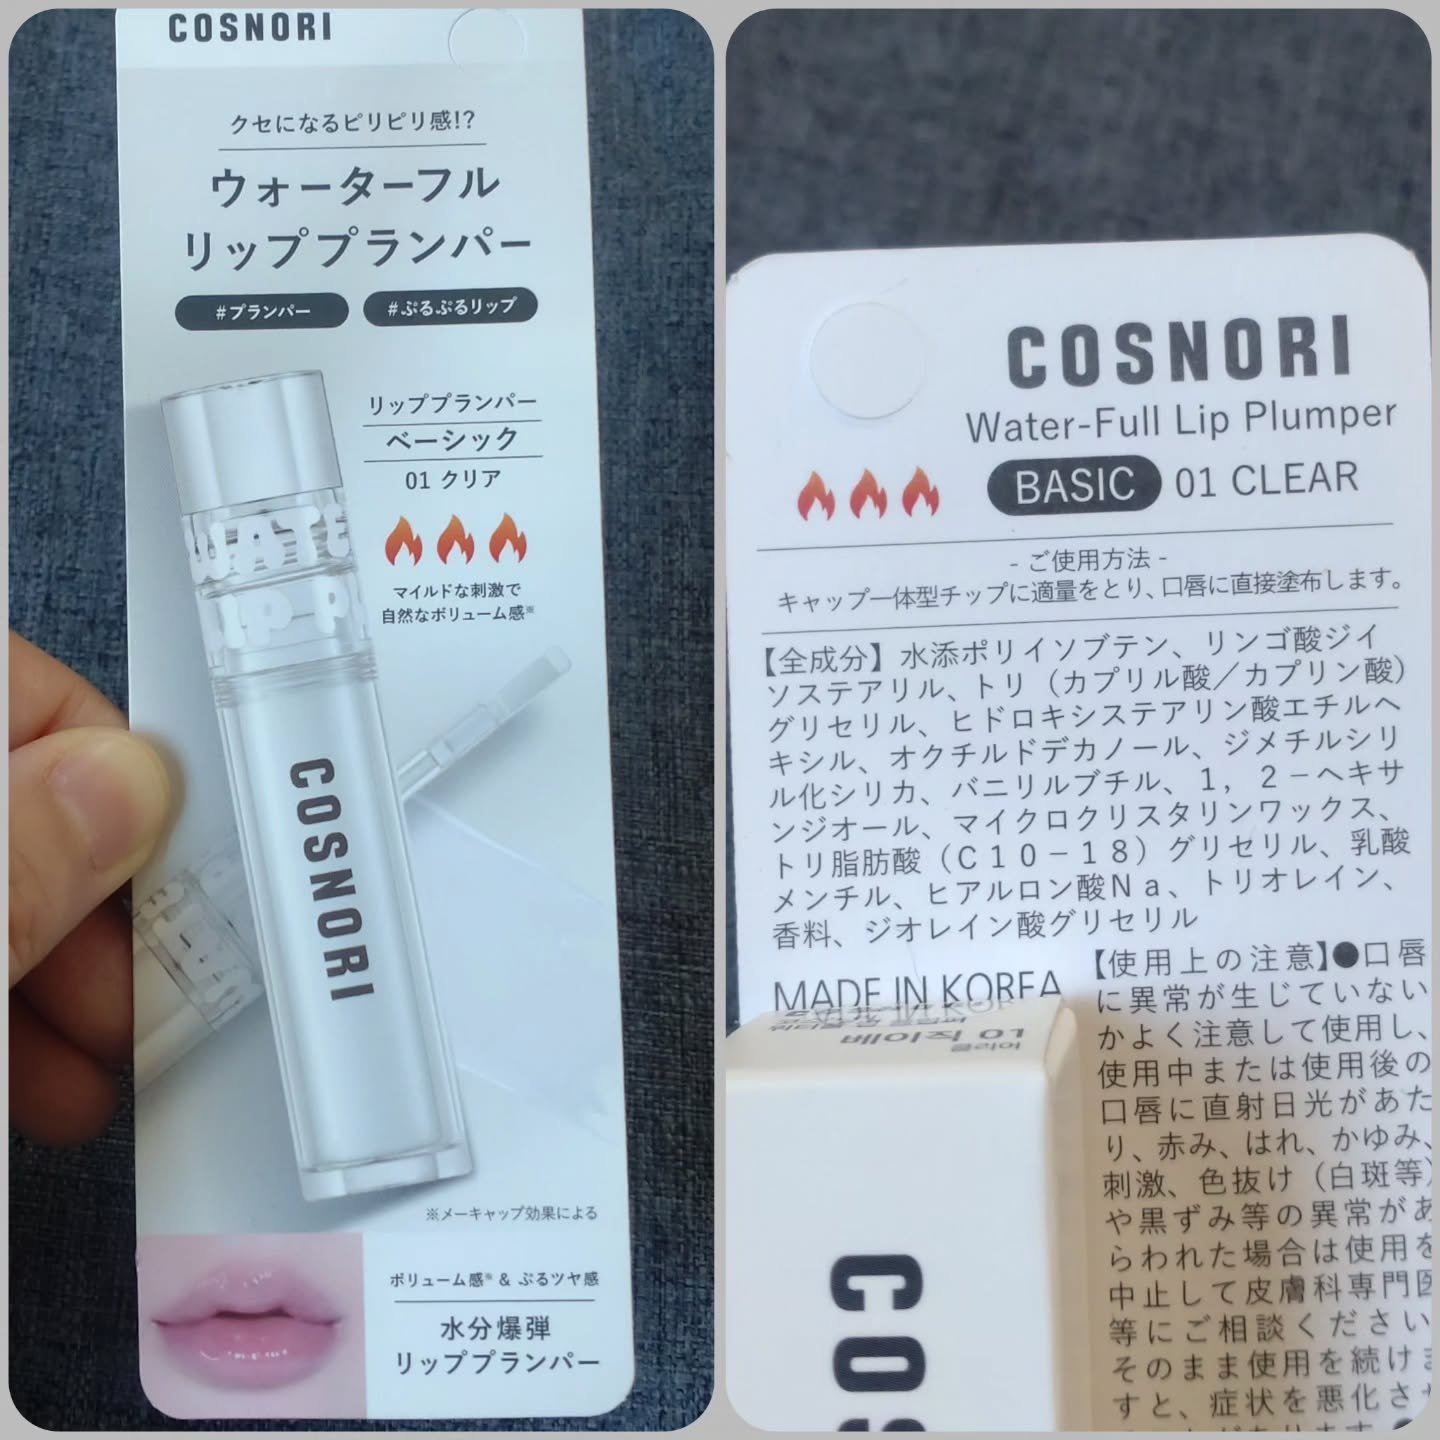 COSNORI
クセになるピリピリ感!?
ウォーターフル
リッププランパー
#プランパー
#ぷるぷるリップ
リッププランパー
ベーシック
01 クリア
マイルドな刺激で
自然なボリューム感※
WATE
LIP P
COSNORI
※メーキャップ効果による
ボリューム感※ & ぷるツヤ感
水分爆弾
リッププランパー
COSNORI
Water-Full Lip Plumper
BASIC 01 CLEAR
- ご使用方法 -
キャップ一体型チップに適量をとり、口唇に直接塗布します。
【全成分】水添ポリイソブテン、リンゴ酸ジイ
ソステアリル、トリ（カプリル酸／カプリン酸）
グリセリル、ヒドロキシステアリン酸エチルヘ
キシル、オクチルドデカノール、ジメチルシリ
ル化シリカ、バニリルブチル、１，２－ヘキサ
ンジオール、マイクロクリスタリンワックス、
トリ脂肪酸（Ｃ１０－１８）グリセリル、乳酸
メンチル、ヒアルロン酸Ｎａ、トリオレイン、
香料、ジオレイン酸グリセリル
MADE IN KOREA
【使用上の注意】●口唇
に異常が生じていない
かよく注意して使用し、
使用中または使用後の
口唇に直射日光があた
り、赤み、はれ、かゆみ、
刺激、色抜け（白斑等）
や黒ずみ等の異常があ
らわれた場合は使用を
中止して皮膚科専門医
等にご相談ください
そのまま使用を続けま
すと、症状を悪化させ
베이직 01
클리어
COS